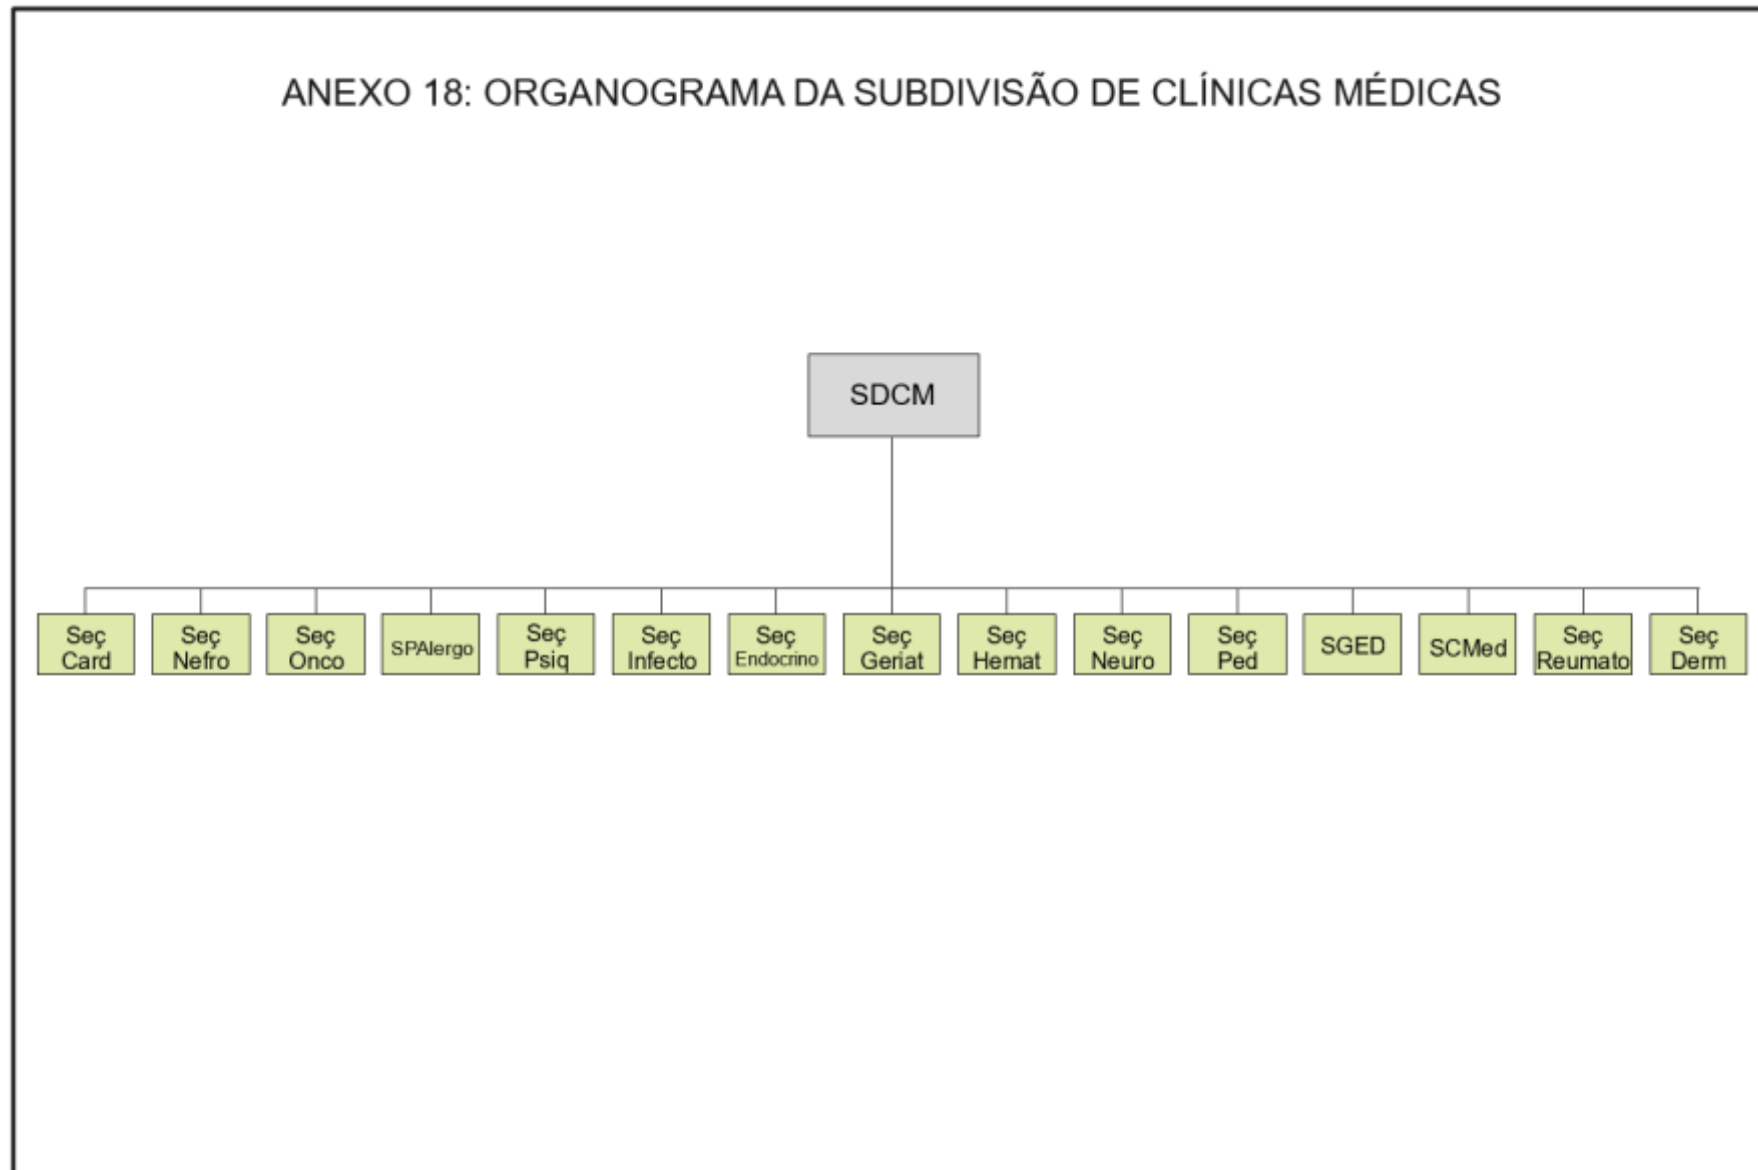 ANEXO 18: ORGANOGRAMA DA SUBDIVISÃO DE CLÍNICAS MÉDICAS
SDCM
Seç
Card
Seç
Nefro
Seç
Onco
SPAlergo
Seç
Psiq
Seç
Infecto
Seç
Endocrino
Seç
Geriat
Seç
Hemat
Seç
Neuro
Seç
Ped
SGED
SCMed
Seç
Reumato
Seç
Derm